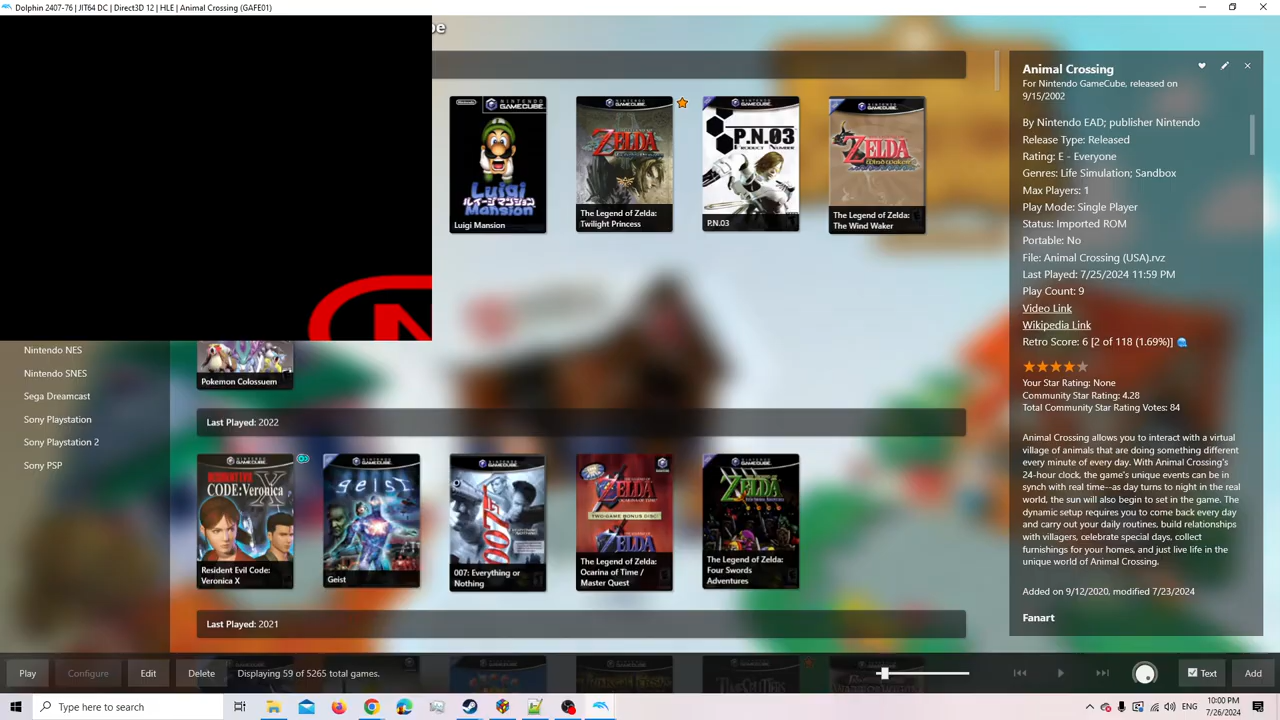 Dolphin 2407-76 | JIT64 DC | Direct3D 12 | HLE | Animal Crossing (GAFE01)
Luigi Mansion
The Legend of Zelda:
Twilight Princess
P.N.03
The Legend of Zelda:
The Wind Waker
Nintendo NES
Nintendo SNES
Sega Dreamcast
Sony Playstation
Sony Playstation 2
Sony PSP
Pokemon Colossuem
Last Played: 2022
Resident Evil Code:
Veronica X
Geist
007: Everything or
Nothing
The Legend of Zelda:
Ocarina of Time /
Master Quest
The Legend of Zelda:
Four Swords
Adventures
Last Played: 2021
Animal Crossing
For Nintendo GameCube, released on
9/15/2002
By Nintendo EAD; publisher Nintendo
Release Type: Released
Rating: E - Everyone
Genres: Life Simulation; Sandbox
Max Players: 1
Play Mode: Single Player
Status: Imported ROM
Portable: No
File: Animal Crossing (USA).rvz
Last Played: 7/25/2024 11:59 PM
Play Count: 9
Video Link
Wikipedia Link
Retro Score: 6 [2 of 118 (1.69%)]
Your Star Rating: None
Community Star Rating: 4.28
Total Community Star Rating Votes: 84
Animal Crossing allows you to interact with a virtual
village of animals that are doing something different
every minute of every day. With Animal Crossing's
24-hour clock, the game's unique events can be in
synch with real time--as day turns to night in the real
world, the sun will also begin to set in the game. The
dynamic setup requires you to come back every day
and carry out your daily routines, build relationships
with villagers, celebrate special days, collect
furnishings for your homes, and just live life in the
unique world of Animal Crossing.
Added on 9/12/2020, modified 7/23/2024
Fanart
Play
Configure
Edit
Delete
Displaying 59 of 5265 total games.
Text
Add
Type here to search
ENG
10:00 PM
7/26/2024